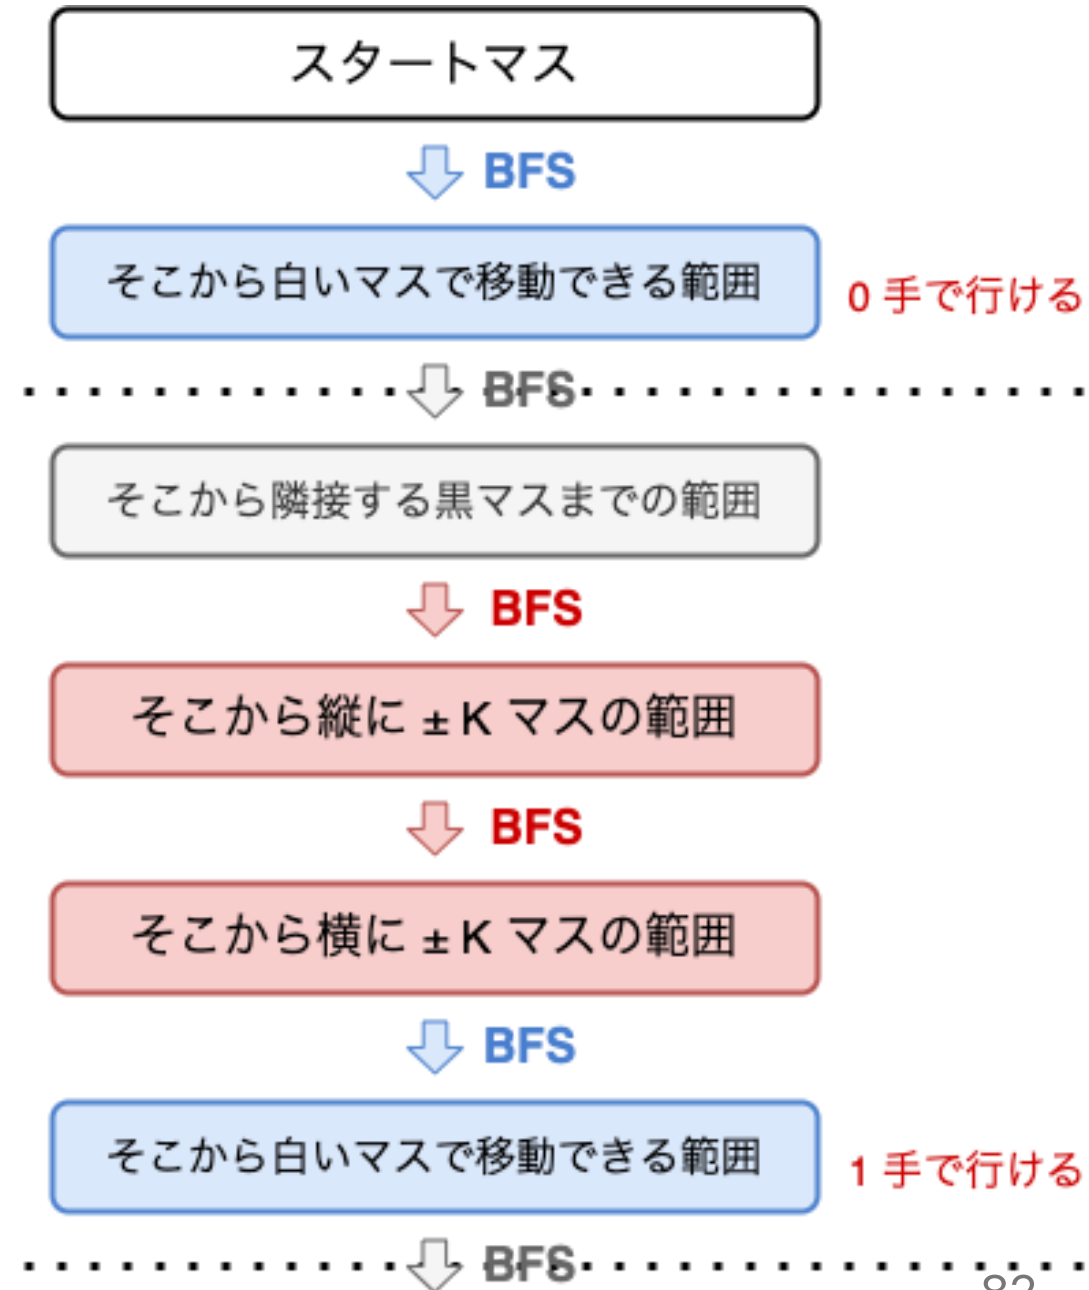 スタートマス
BFS
そこから白いマスで移動できる範囲
0 手で行ける
BFS
そこから隣接する黒マスまでの範囲
BFS
そこから縦に ± K マスの範囲
BFS
そこから横に ± K マスの範囲
BFS
そこから白いマスで移動できる範囲
1 手で行ける
BFS